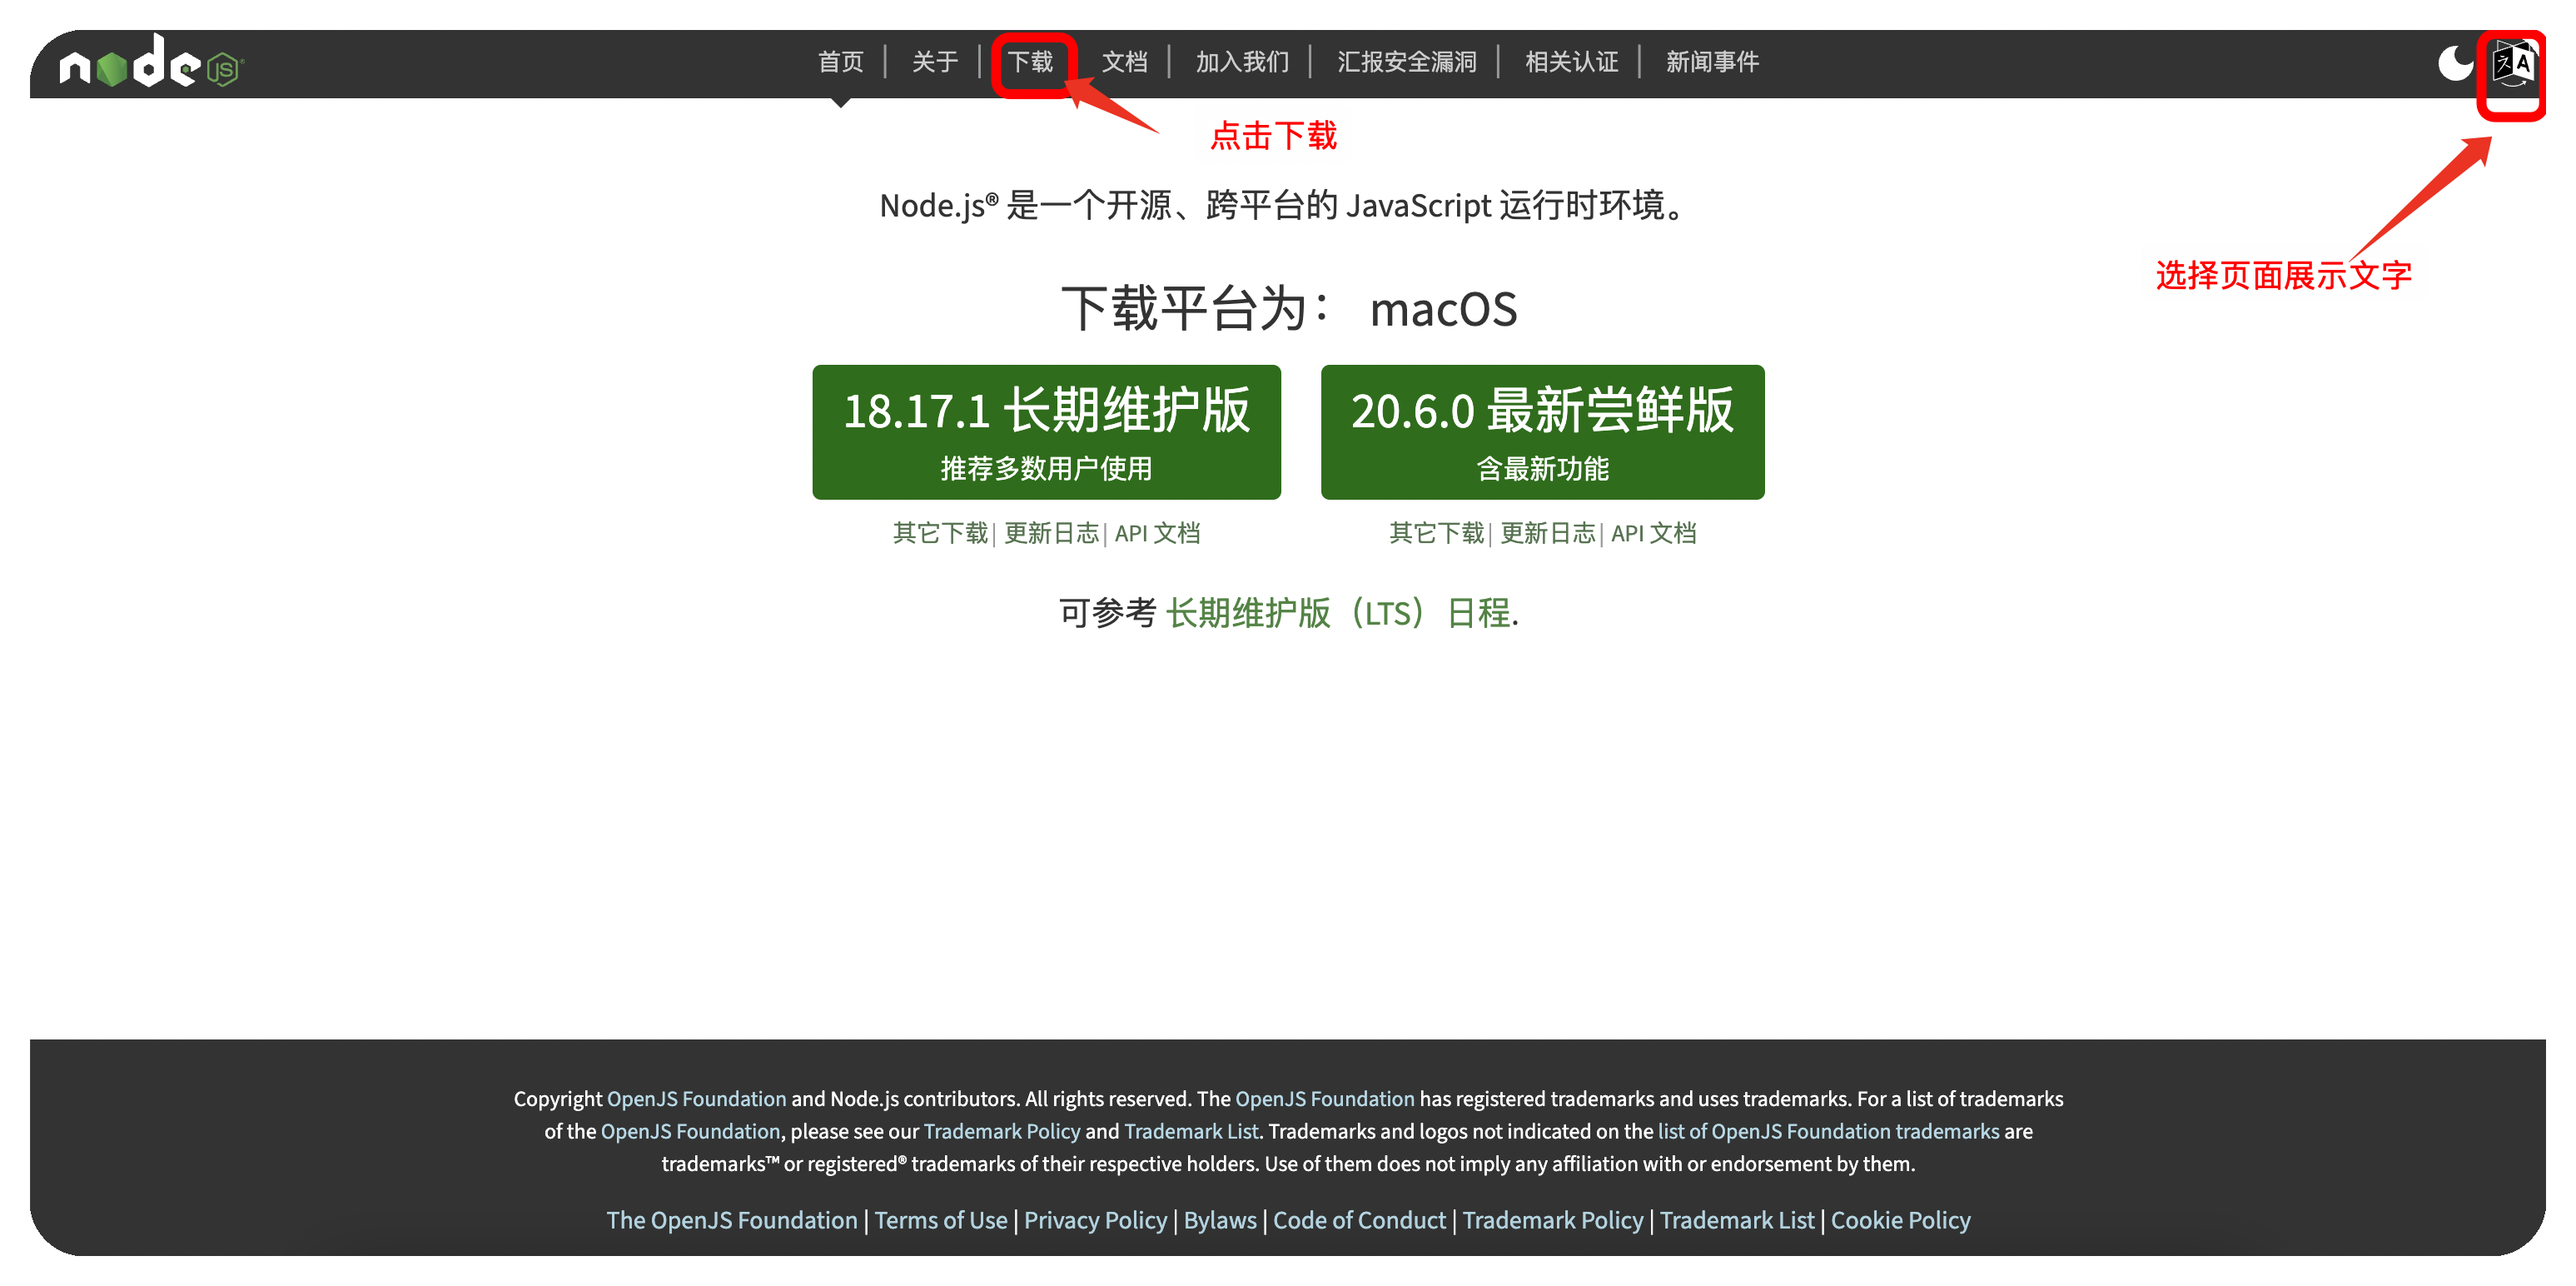 node JS
首页 | 关于 | 下载 文档 | 加入我们 | 汇报安全漏洞 | 相关认证 | 新闻事件
点击下载
选择页面展示文字
Node.js® 是一个开源、跨平台的 JavaScript 运行时环境。
下载平台为： macOS
18.17.1 长期维护版
推荐多数用户使用
20.6.0 最新尝鲜版
含最新功能
其它下载| 更新日志| API 文档
其它下载| 更新日志| API 文档
可参考 长期维护版（LTS）日程.
Copyright OpenJS Foundation and Node.js contributors. All rights reserved. The OpenJS Foundation has registered trademarks and uses trademarks. For a list of trademarks
of the OpenJS Foundation, please see our Trademark Policy and Trademark List. Trademarks and logos not indicated on the list of OpenJS Foundation trademarks are
trademarks™ or registered® trademarks of their respective holders. Use of them does not imply any affiliation with or endorsement by them.
The OpenJS Foundation | Terms of Use | Privacy Policy | Bylaws | Code of Conduct | Trademark Policy | Trademark List | Cookie Policy